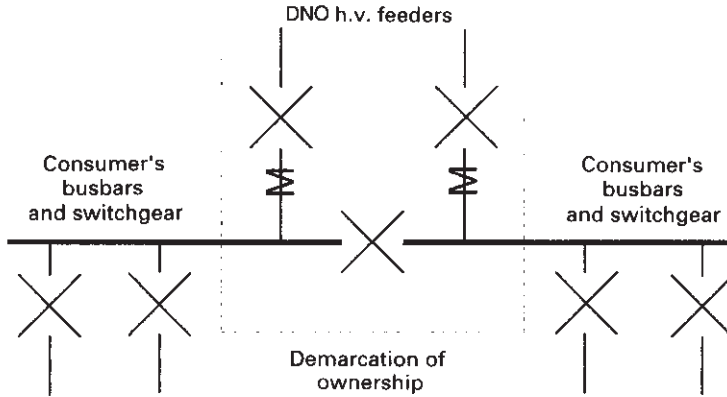 DNO h.v. feeders
Consumer's
busbars
and switchgear
Consumer's
busbars
and switchgear
Demarcation of
ownership